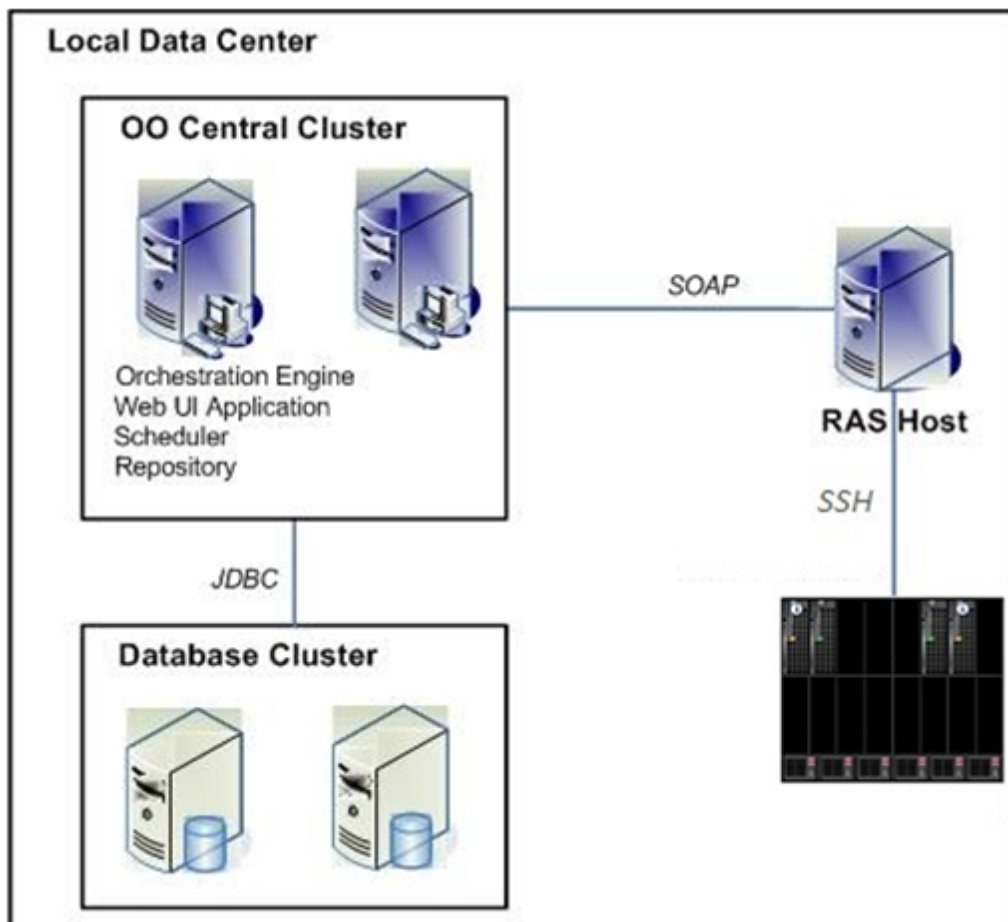 Local Data Center
OO Central Cluster
Orchestration Engine
Web UI Application
Scheduler
Repository
SOAP
RAS Host
SSH
JDBC
Database Cluster